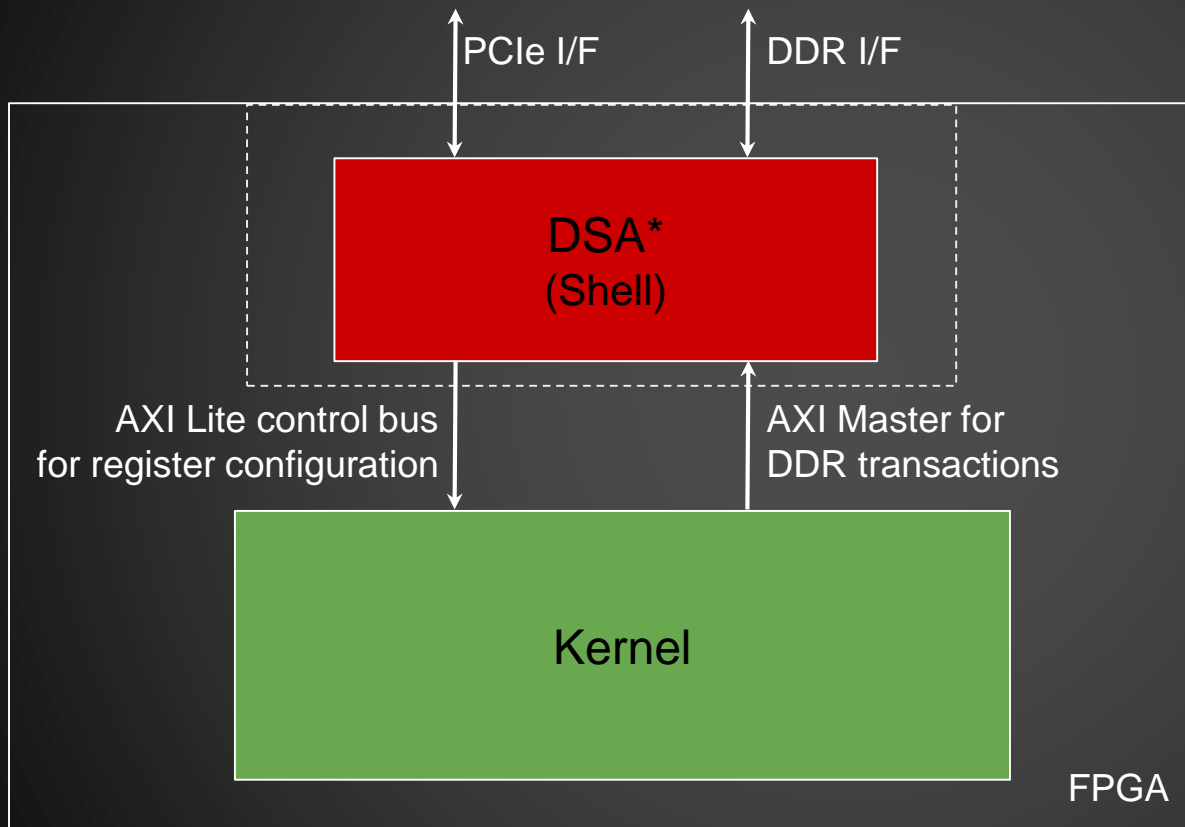 PCIe I/F
DDR I/F
DSA*
(Shell)
AXI Lite control bus
for register configuration
AXI Master for
DDR transactions
Kernel
FPGA